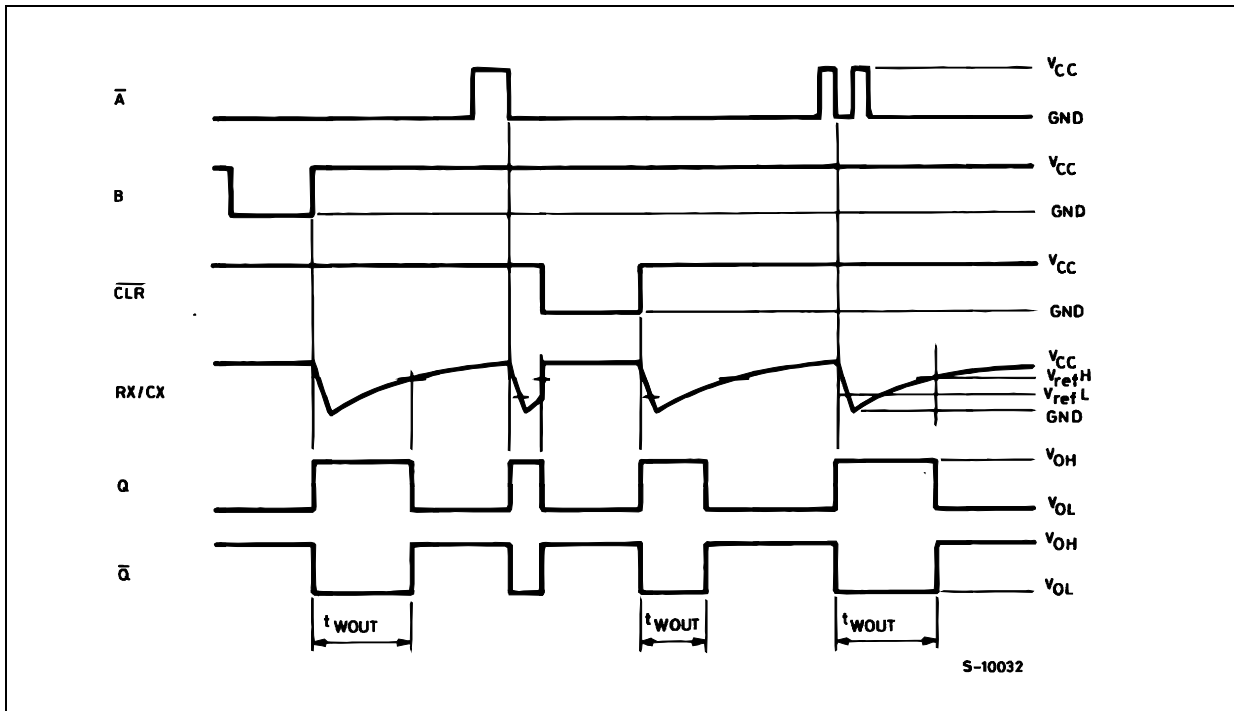 A̅
VCC
GND
B
VCC
GND
C̅L̅R̅
VCC
GND
RX/CX
VCC
VrefH
VrefL
GND
Q
VOH
VOL
Q̅
VOH
VOL
tWOUT
tWOUT
tWOUT
S-10032